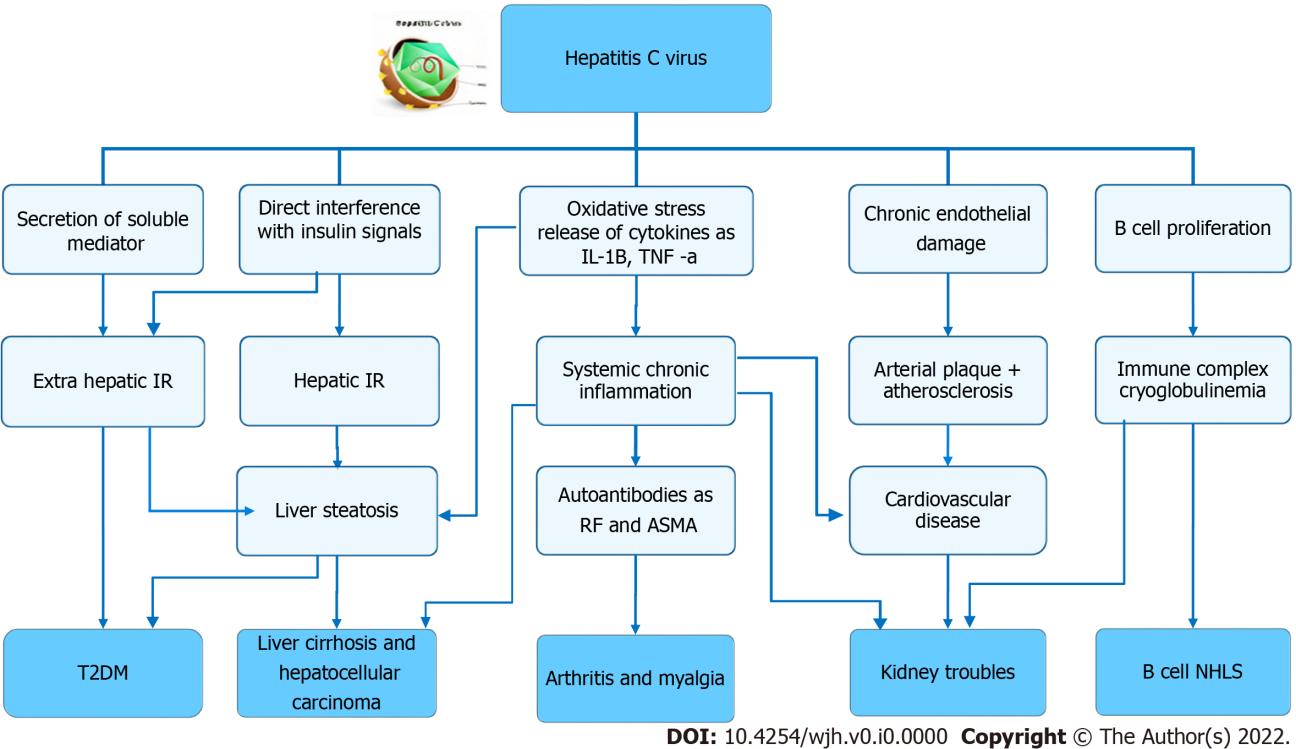 Hepatitis C virus
Secretion of soluble
mediator
Direct interference
with insulin signals
Oxidative stress
release of cytokines as
IL-1B, TNF -a
Chronic endothelial
damage
B cell proliferation
Extra hepatic IR
Hepatic IR
Systemic chronic
inflammation
Arterial plaque +
atherosclerosis
Immune complex
cryoglobulinemia
Liver steatosis
Autoantibodies as
RF and ASMA
Cardiovascular
disease
T2DM
Liver cirrhosis and
hepatocellular
carcinoma
Arthritis and myalgia
Kidney troubles
B cell NHLS
DOI: 10.4254/wjh.v0.i0.0000 Copyright © The Author(s) 2022.